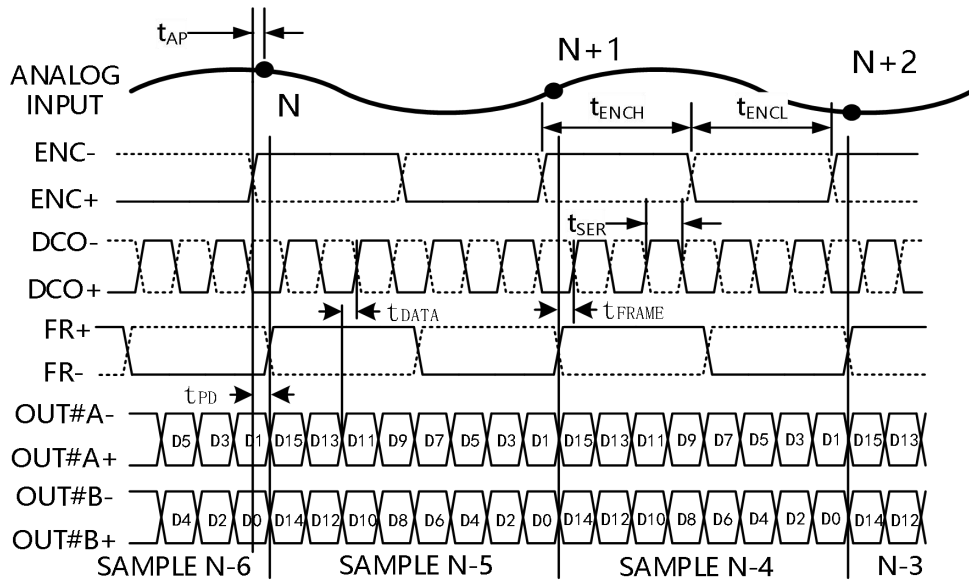 tAP
N
N+1
N+2
ANALOG
INPUT
tENCH
tENCL
ENC-
ENC+
tSER
DCO-
DCO+
tDATA
tFRAME
FR+
FR-
tPD
OUT#A-
D5 D3 D1 D15 D13 D11 D9 D7 D5 D3 D1 D15 D13 D11 D9 D7 D5 D3 D1 D15 D13
OUT#A+
OUT#B-
D4 D2 D0 D14 D12 D10 D8 D6 D4 D2 D0 D14 D12 D10 D8 D6 D4 D2 D0 D14 D12
OUT#B+
SAMPLE N-6 SAMPLE N-5 SAMPLE N-4 N-3